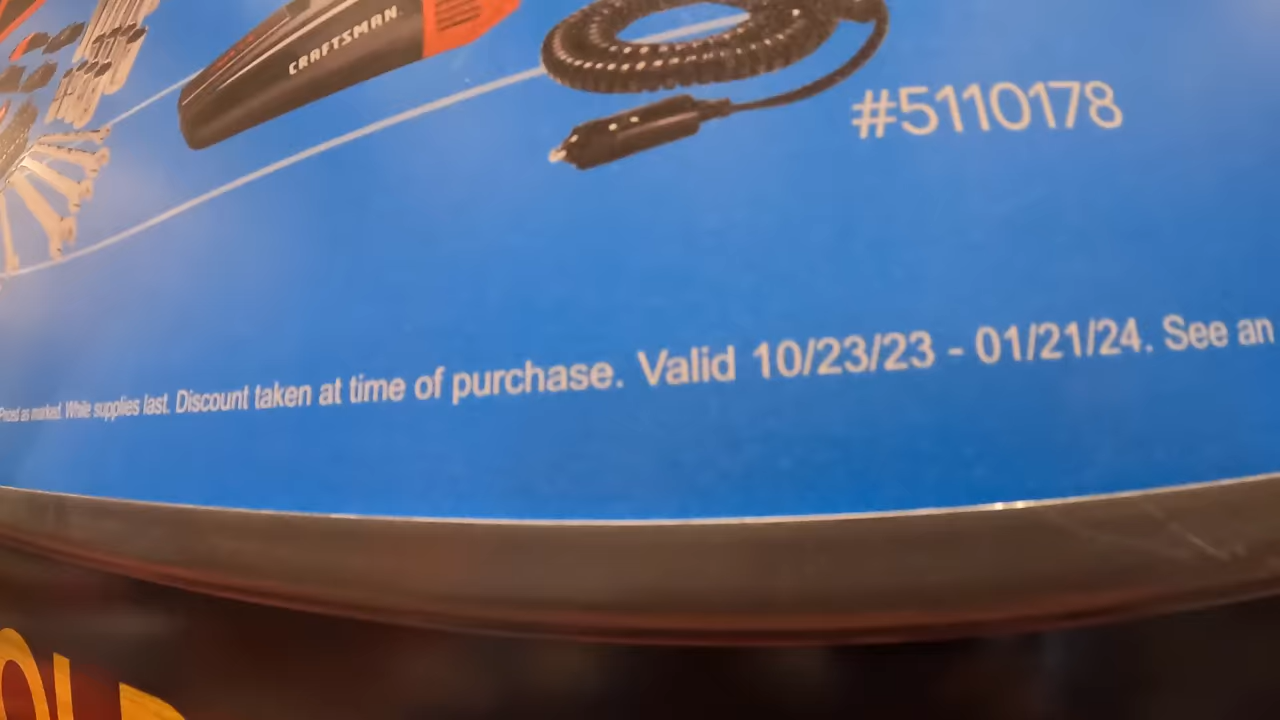 CRAFTSMAN
#5110178
Priced as marked. While supplies last. Discount taken at time of purchase. Valid 10/23/23 - 01/21/24. See an